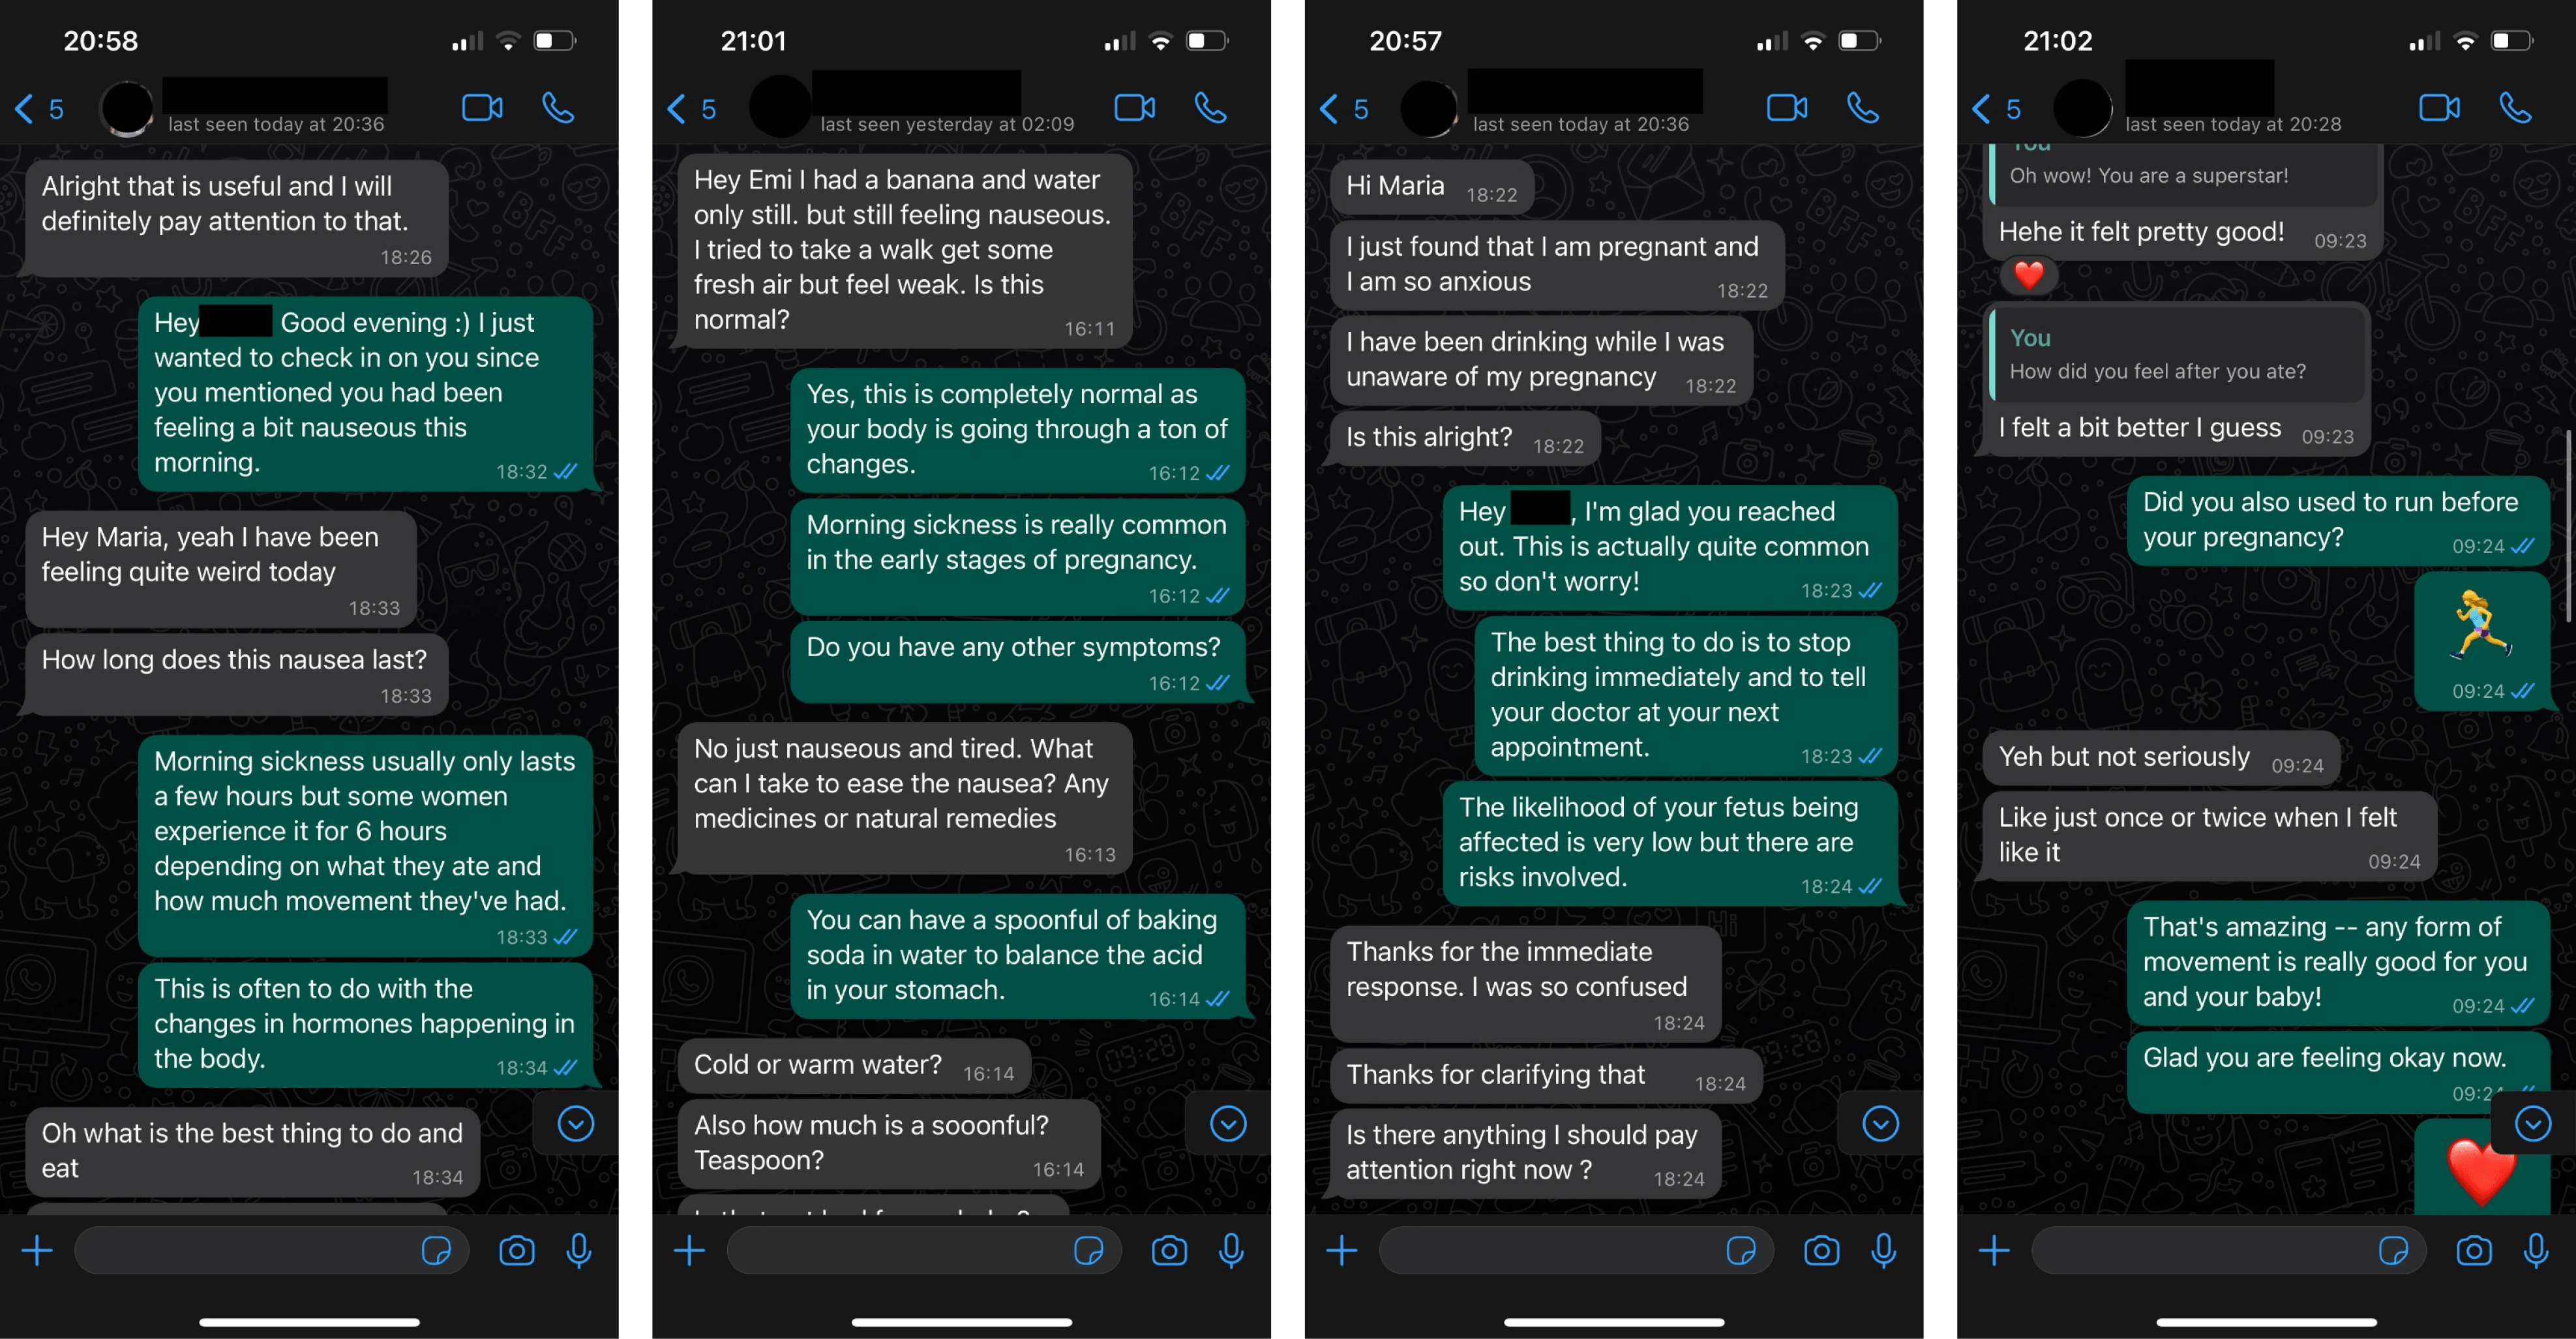 20:58
5
last seen today at 20:36
Alright that is useful and I will
definitely pay attention to that.
18:26
Hey Good evening :) I just
wanted to check in on you since
you mentioned you had been
feeling a bit nauseous this
morning.
18:32
Hey Maria, yeah I have been
feeling quite weird today
18:33
How long does this nausea last?
18:33
Morning sickness usually only lasts
a few hours but some women
experience it for 6 hours
depending on what they ate and
how much movement they've had.
18:33
This is often to do with the
changes in hormones happening in
the body.
18:34
Oh what is the best thing to do and
eat
18:34
21:01
5
last seen yesterday at 02:09
Hey Emi I had a banana and water
only still. but still feeling nauseous.
I tried to take a walk get some
fresh air but feel weak. Is this
normal?
16:11
Yes, this is completely normal as
your body is going through a ton of
changes.
16:12
Morning sickness is really common
in the early stages of pregnancy.
16:12
Do you have any other symptoms?
16:12
No just nauseous and tired. What
can I take to ease the nausea? Any
medicines or natural remedies
16:13
You can have a spoonful of baking
soda in water to balance the acid
in your stomach.
16:14
Cold or warm water?
16:14
Also how much is a sooonful?
Teaspoon?
16:14
20:57
5
last seen today at 20:36
Hi Maria
18:22
I just found that I am pregnant and
I am so anxious
18:22
I have been drinking while I was
unaware of my pregnancy
18:22
Is this alright?
18:22
Hey , I'm glad you reached
out. This is actually quite common
so don't worry!
18:23
The best thing to do is to stop
drinking immediately and to tell
your doctor at your next
appointment.
18:23
The likelihood of your fetus being
affected is very low but there are
risks involved.
18:24
Thanks for the immediate
response. I was so confused
18:24
Thanks for clarifying that
18:24
Is there anything I should pay
attention right now ?
18:24
21:02
5
last seen today at 20:28
You
Oh wow! You are a superstar!
Hehe it felt pretty good!
09:23
You
How did you feel after you ate?
I felt a bit better I guess
09:23
Did you also used to run before
your pregnancy?
09:24
09:24
Yeh but not seriously
09:24
Like just once or twice when I felt
like it
09:24
That's amazing -- any form of
movement is really good for you
and your baby!
09:24
Glad you are feeling okay now.
09:24